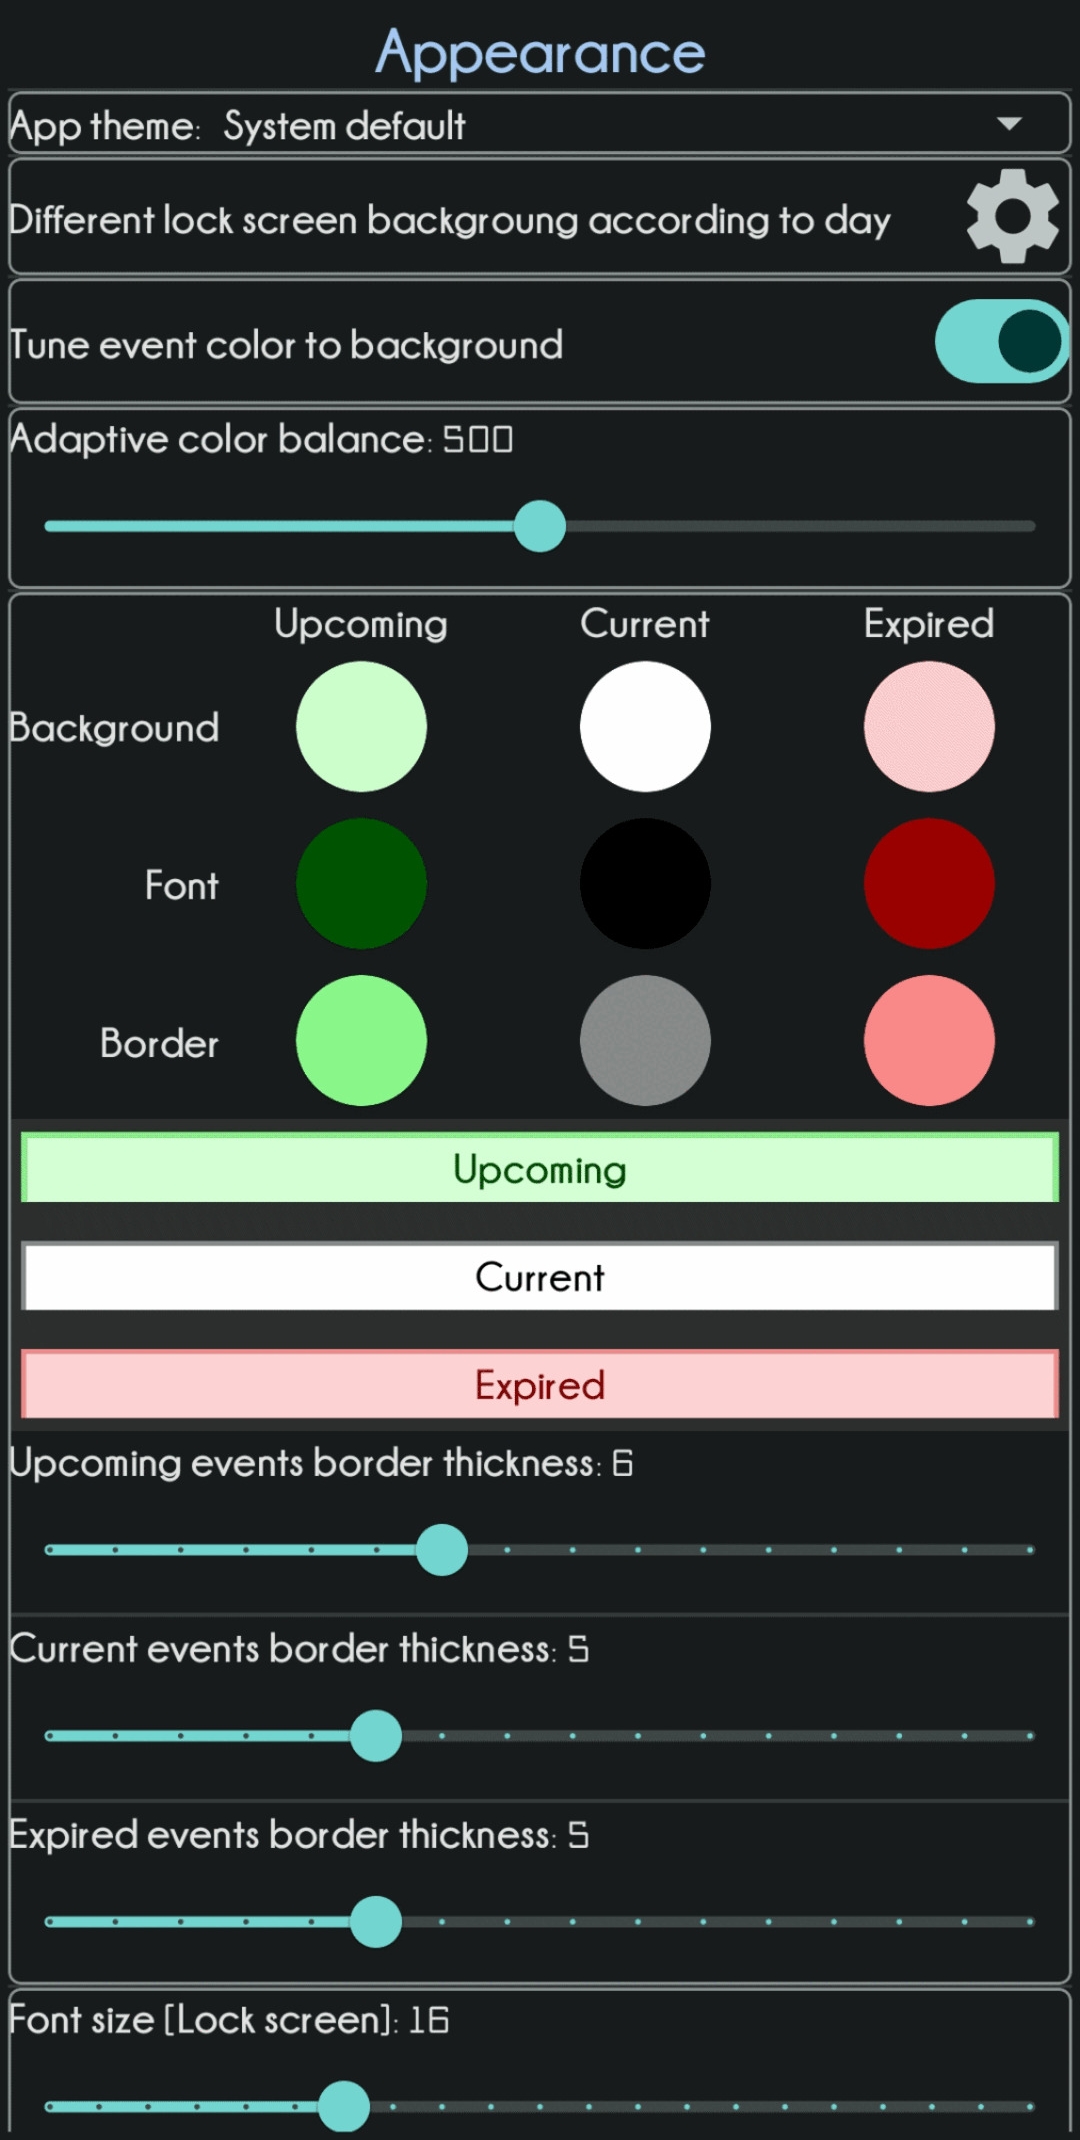 Appearance
App theme: System default
Different lock screen backgroung according to day
Tune event color to background
Adaptive color balance: 500
Upcoming Current Expired
Background
Font
Border
Upcoming
Current
Expired
Upcoming events border thickness: 6
Current events border thickness: 5
Expired events border thickness: 5
Font size [Lock screen]: 16